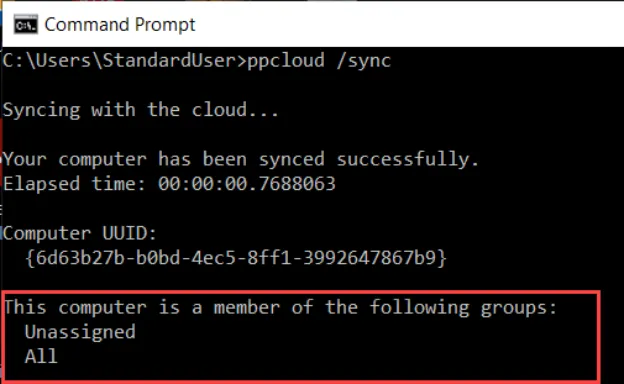 Command Prompt
C:\Users\StandardUser>ppcloud /sync
Syncing with the cloud...
Your computer has been synced successfully.
Elapsed time: 00:00:00.7688063
Computer UUID:
{6d63b27b-b0bd-4ec5-8ff1-3992647867b9}
This computer is a member of the following groups:
Unassigned
All